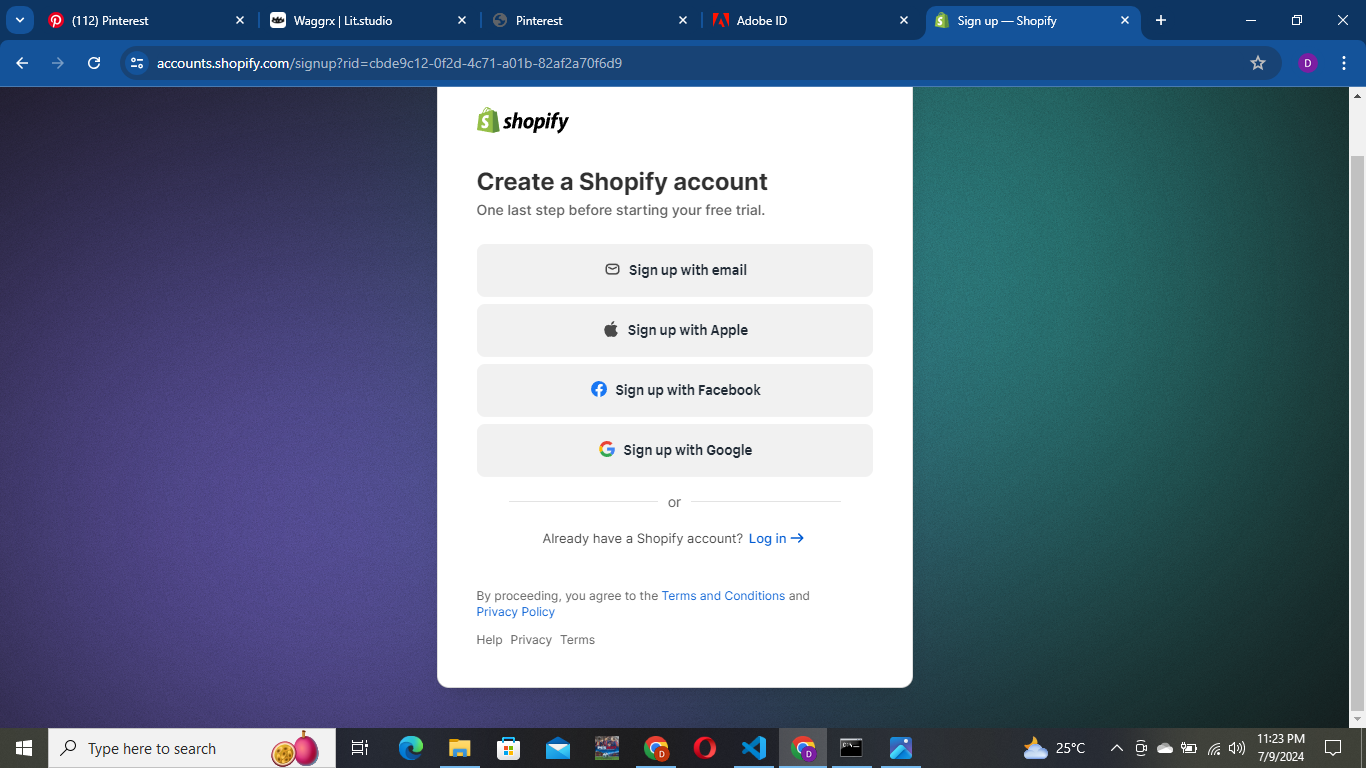 (112) Pinterest
Waggrx | Lit.studio
Pinterest
Adobe ID
Sign up — Shopify
accounts.shopify.com/signup?rid=cbde9c12-0f2d-4c71-a01b-82af2a70f6d9
D
shopify
Create a Shopify account
One last step before starting your free trial.
Sign up with email
Sign up with Apple
Sign up with Facebook
Sign up with Google
or
Already have a Shopify account? Log in →
By proceeding, you agree to the Terms and Conditions and
Privacy Policy
Help Privacy Terms
Type here to search
D
D
25°C
11:23 PM
7/9/2024